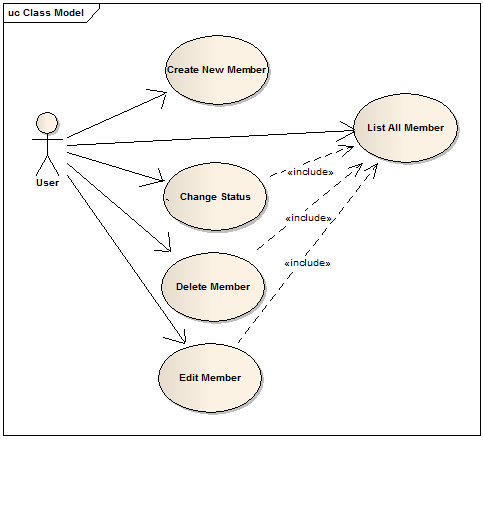 uc Class Model
Create New Member
List All Member
User
«include»
Change Status
«include»
«include»
Delete Member
Edit Member